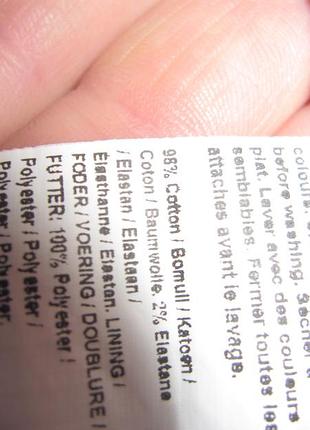 colours.
before washing. Sécher à
plat. Laver avec des couleurs
semblables. Fermer toutes les
attaches avant le lavage.
98% Cotton / Bomull / Katoen /
Coton / Baumwolle. 2% Elastane
/ Elastan / Elastaan /
Élasthanne / Elastan. LINING /
FODER / VOERING / DOUBLURE /
FUTTER: 100% Polyester /
Polyester / Polyester /
Polyester. Polyester.